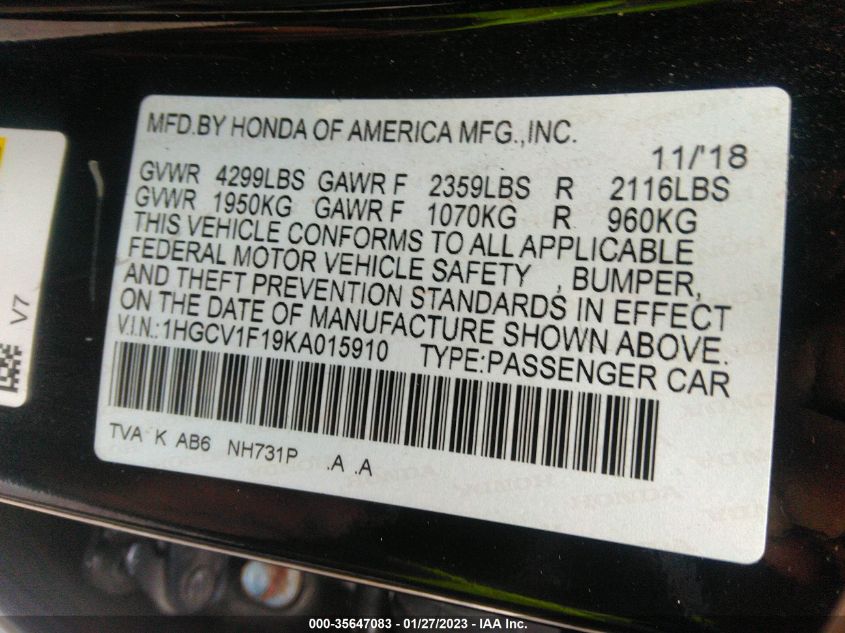 MFD.BY HONDA OF AMERICA MFG.,INC.
11/'18
GVWR 4299LBS GAWR F 2359LBS R 2116LBS
GVWR 1950KG GAWR F 1070KG R 960KG
THIS VEHICLE CONFORMS TO ALL APPLICABLE
FEDERAL MOTOR VEHICLE SAFETY , BUMPER,
AND THEFT PREVENTION STANDARDS IN EFFECT
ON THE DATE OF MANUFACTURE SHOWN ABOVE.
V.I.N.:1HGCV1F19KA015910 TYPE:PASSENGER CAR
TVA K AB6 NH731P .A .A
V7
000-35647083 - 01/27/2023 - IAA Inc.